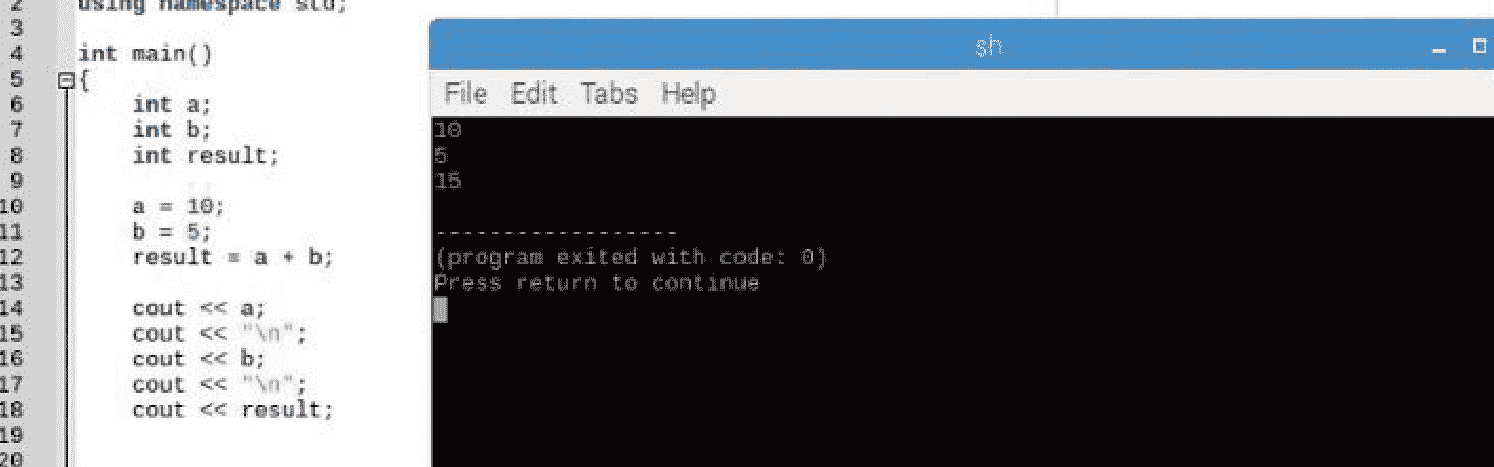 2 using namespace std;
3
4 int main()
5 {
6 int a;
7 int b;
8 int result;
9
10 a = 10;
11 b = 5;
12 result = a + b;
13
14 cout << a;
15 cout << "\n";
16 cout << b;
17 cout << "\n";
18 cout << result;
19
20
sh
File Edit Tabs Help
10
5
15
------------------
(program exited with code: 0)
Press return to continue